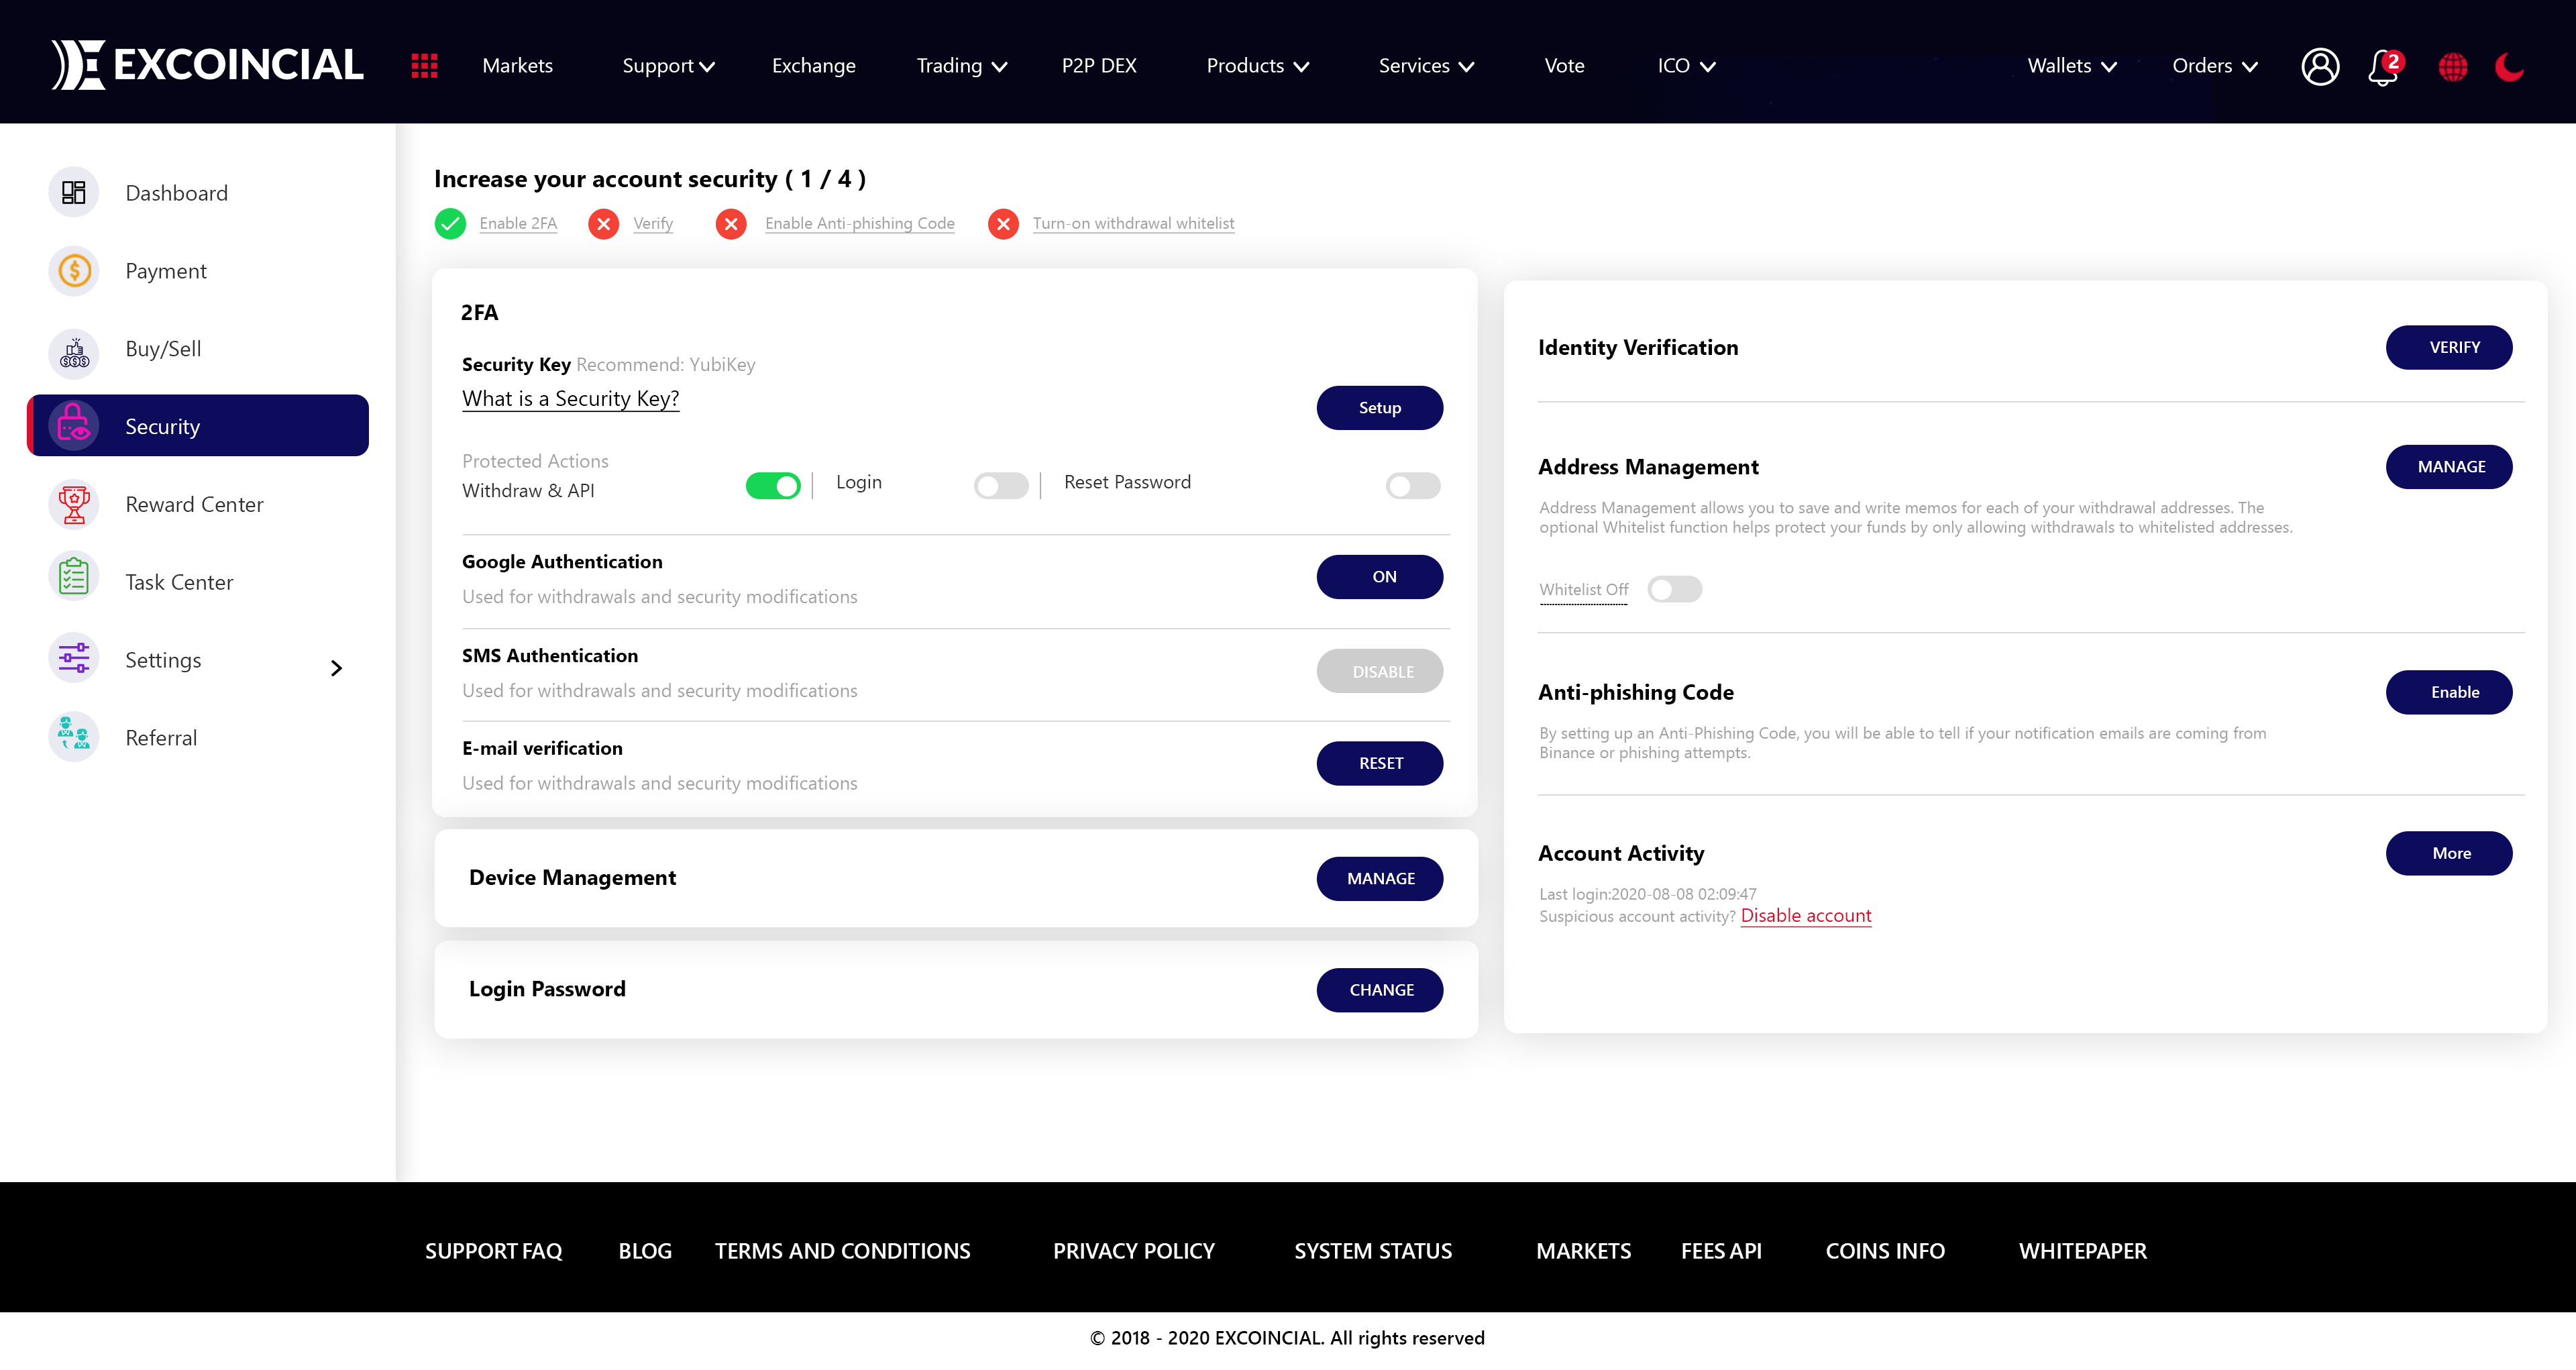 EXCOINCIAL
Markets
Support
Exchange
Trading
P2P DEX
Products
Services
Vote
ICO
Wallets
Orders
2
Dashboard
Payment
Buy/Sell
Security
Reward Center
Task Center
Settings
Referral
Increase your account security ( 1 / 4 )
Enable 2FA
Verify
Enable Anti-phishing Code
Turn-on withdrawal whitelist
2FA
Security Key Recommend: YubiKey
What is a Security Key?
Setup
Protected Actions
Withdraw & API
Login
Reset Password
Google Authentication
Used for withdrawals and security modifications
ON
SMS Authentication
Used for withdrawals and security modifications
DISABLE
E-mail verification
Used for withdrawals and security modifications
RESET
Device Management
MANAGE
Login Password
CHANGE
Identity Verification
VERIFY
Address Management
MANAGE
Address Management allows you to save and write memos for each of your withdrawal addresses. The
optional Whitelist function helps protect your funds by only allowing withdrawals to whitelisted addresses.
Whitelist Off
Anti-phishing Code
Enable
By setting up an Anti-Phishing Code, you will be able to tell if your notification emails are coming from
Binance or phishing attempts.
Account Activity
More
Last login:2020-08-08 02:09:47
Suspicious account activity? Disable account
SUPPORT FAQ
BLOG
TERMS AND CONDITIONS
PRIVACY POLICY
SYSTEM STATUS
MARKETS
FEES API
COINS INFO
WHITEPAPER
© 2018 - 2020 EXCOINCIAL. All rights reserved